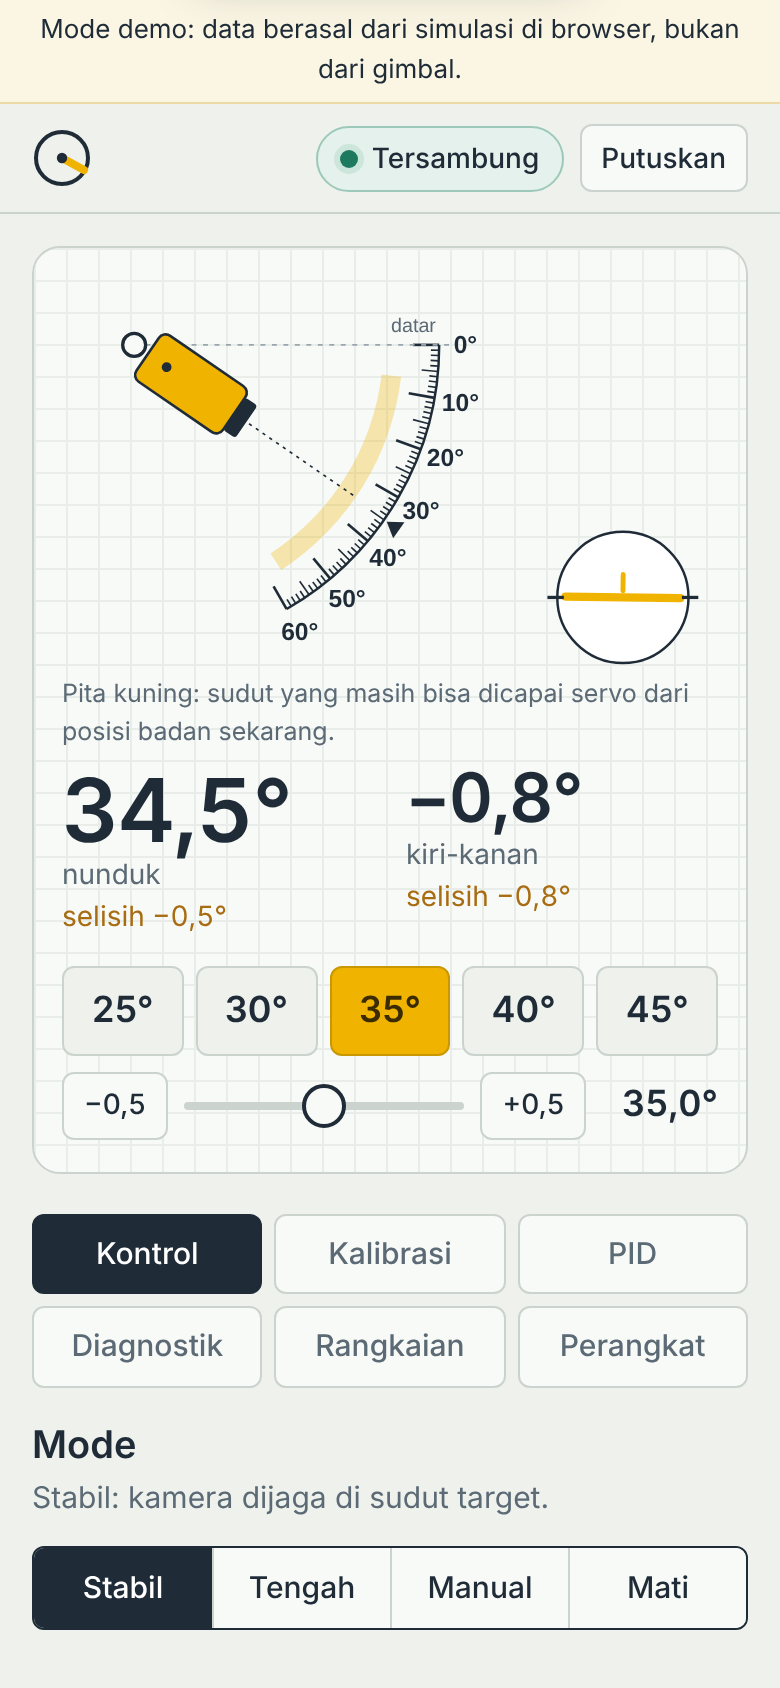 Mode demo: data berasal dari simulasi di browser, bukan
dari gimbal.
Tersambung
Putuskan
datar
0°
10°
20°
30°
40°
50°
60°
Pita kuning: sudut yang masih bisa dicapai servo dari
posisi badan sekarang.
34,5°
nunduk
selisih −0,5°
−0,8°
kiri-kanan
selisih −0,8°
25° 30° 35° 40° 45°
−0,5 +0,5 35,0°
Kontrol Kalibrasi PID
Diagnostik Rangkaian Perangkat
Mode
Stabil: kamera dijaga di sudut target.
Stabil Tengah Manual Mati